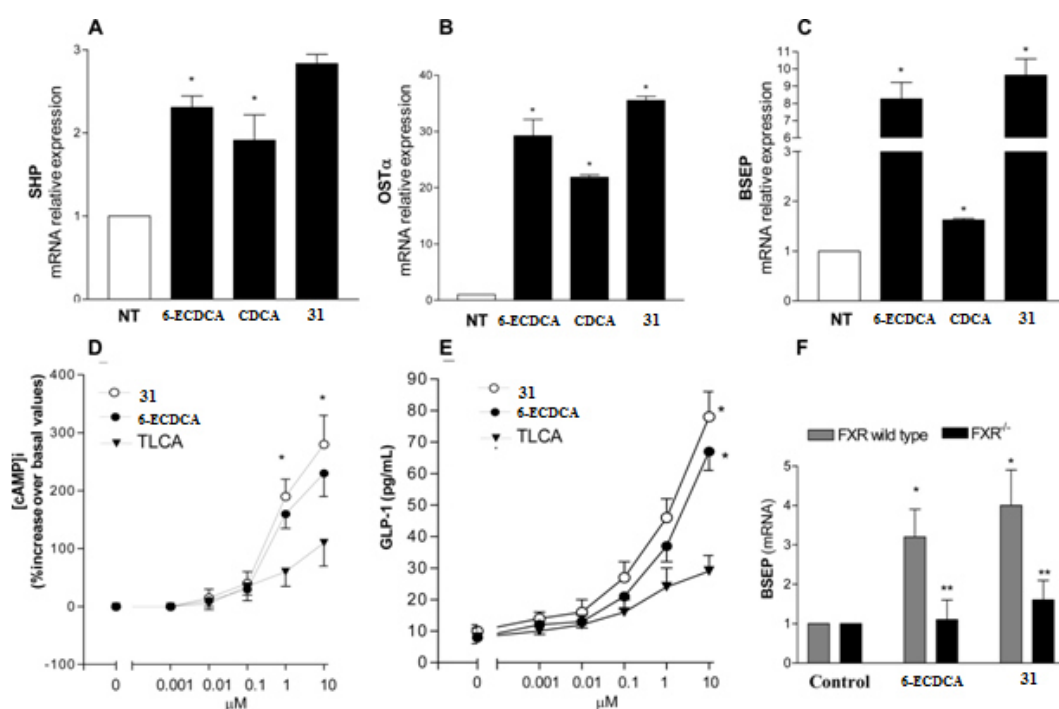 A
SHP
mRNA relative expression
3
2
1
0
*
*
NT
6-ECDCA
CDCA
31
B
OSTα
mRNA relative expression
40
30
20
10
0
*
*
*
NT
6-ECDCA
CDCA
31
C
BSEP
mRNA relative expression
11
10
9
8
7
6
3
2
1
0
*
*
*
NT
6-ECDCA
CDCA
31
D
[cAMP]i
(%increase over basal values)
400
300
200
100
0
-100
31
6-ECDCA
TLCA
*
*
0
0.001
0.01
0.1
1
10
μM
E
GLP-1 (pg/mL)
90
80
70
60
50
40
30
20
10
0
31
6-ECDCA
TLCA
*
*
0
0.001
0.01
0.1
1
10
μM
F
FXR wild type
FXR-/-
BSEP (mRNA)
5
4
3
2
1
0
*
**
*
**
Control
6-ECDCA
31